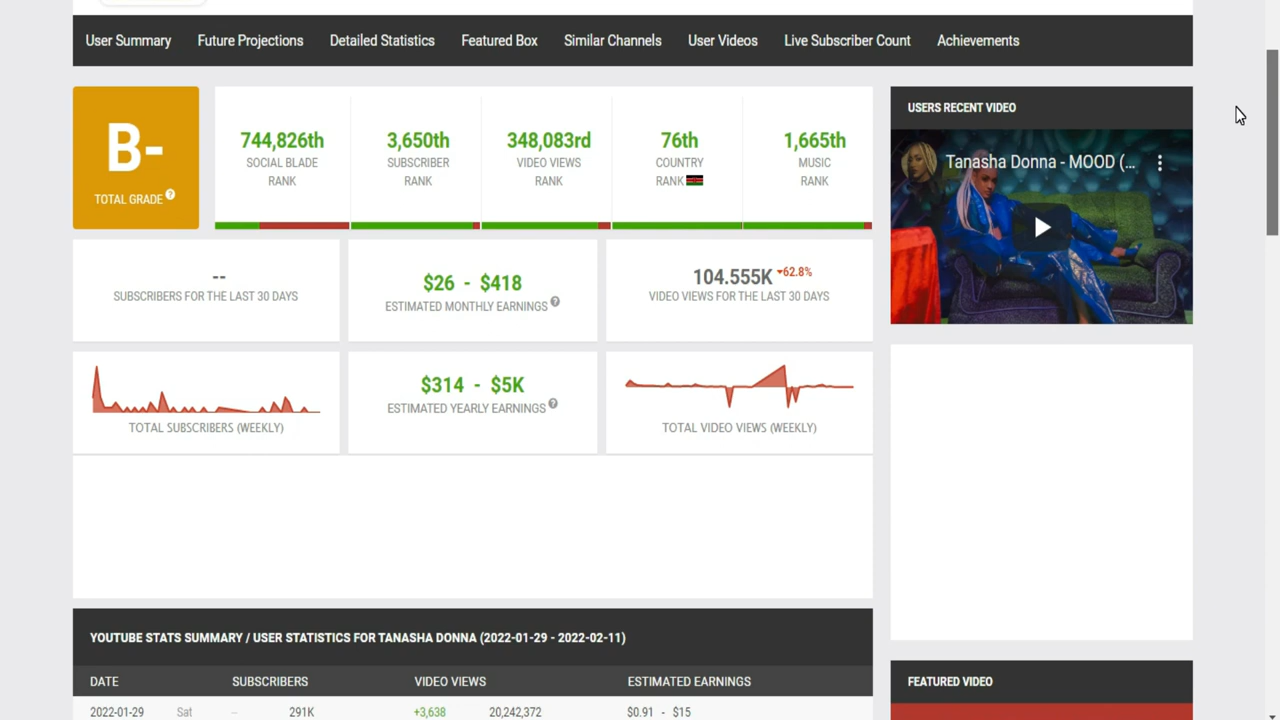 User Summary Future Projections Detailed Statistics Featured Box Similar Channels User Videos Live Subscriber Count Achievements
B-
TOTAL GRADE ?
744,826th
SOCIAL BLADE
RANK
3,650th
SUBSCRIBER
RANK
348,083rd
VIDEO VIEWS
RANK
76th
COUNTRY
RANK
1,665th
MUSIC
RANK
USERS RECENT VIDEO
Tanasha Donna - MOOD (...
--
SUBSCRIBERS FOR THE LAST 30 DAYS
$26 - $418
ESTIMATED MONTHLY EARNINGS ?
104.555K 62.8%
VIDEO VIEWS FOR THE LAST 30 DAYS
TOTAL SUBSCRIBERS (WEEKLY)
$314 - $5K
ESTIMATED YEARLY EARNINGS ?
TOTAL VIDEO VIEWS (WEEKLY)
YOUTUBE STATS SUMMARY / USER STATISTICS FOR TANASHA DONNA (2022-01-29 - 2022-02-11)
DATE SUBSCRIBERS VIDEO VIEWS ESTIMATED EARNINGS
2022-01-29 Sat -- 291K +3,638 20,242,372 $0.91 - $15
FEATURED VIDEO